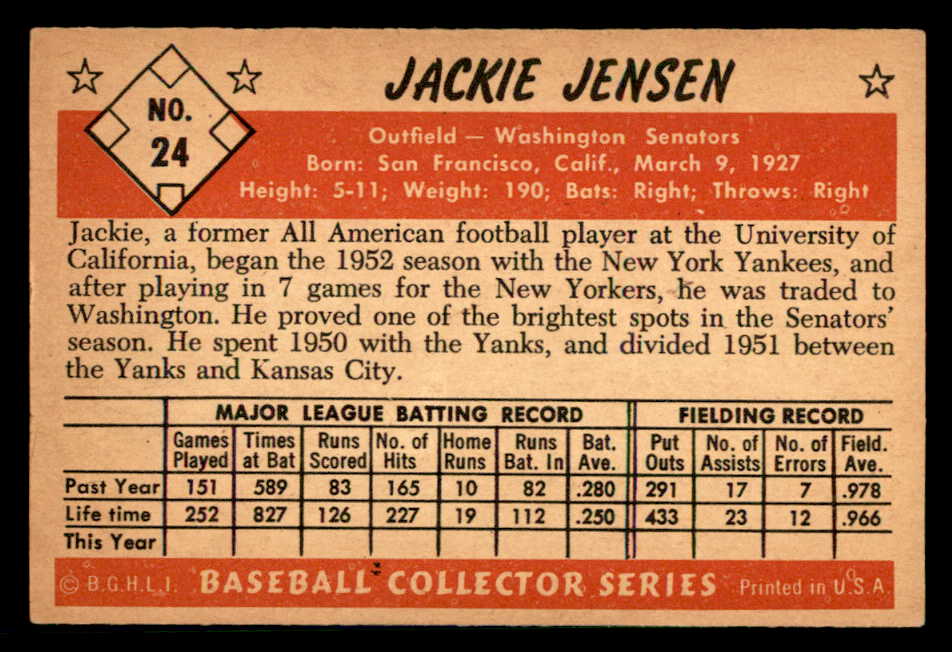 JACKIE JENSEN
NO.
24
Outfield — Washington Senators
Born: San Francisco, Calif., March 9, 1927
Height: 5-11; Weight: 190; Bats: Right; Throws: Right
Jackie, a former All American football player at the University of
California, began the 1952 season with the New York Yankees, and
after playing in 7 games for the New Yorkers, he was traded to
Washington. He proved one of the brightest spots in the Senators'
season. He spent 1950 with the Yanks, and divided 1951 between
the Yanks and Kansas City.
MAJOR LEAGUE BATTING RECORD FIELDING RECORD
Games Times Runs No. of Home Runs Bat. Put No. of No. of Field.
Played at Bat Scored Hits Runs Bat. In Ave. Outs Assists Errors Ave.
Past Year 151 589 83 165 10 82 .280 291 17 7 .978
Life time 252 827 126 227 19 112 .250 433 23 12 .966
This Year
© B.G.H.L.I. BASEBALL COLLECTOR SERIES Printed in U.S.A.